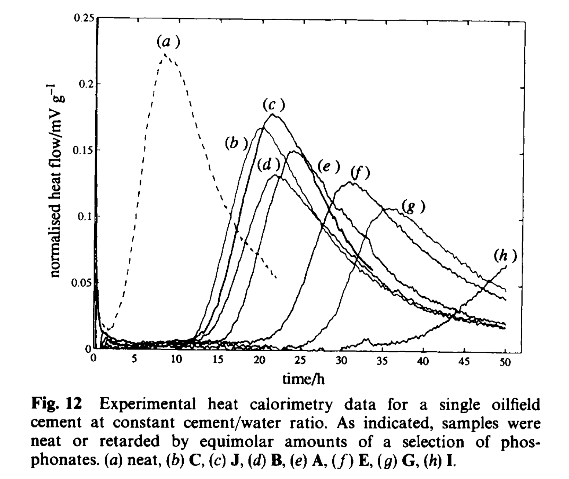 0.25
(a)
0.2
(c)
(b)
0.15
(d)
(e)
(f)
0.1
(g)
(h)
0.05
0
normalised heat flow/mV g⁻¹
0 5 10 15 20 25 30 35 40 45 50
time/h
Fig. 12 Experimental heat calorimetry data for a single oilfield
cement at constant cement/water ratio. As indicated, samples were
neat or retarded by equimolar amounts of a selection of phos-
phonates. (a) neat, (b) C, (c) J, (d) B, (e) A, (f) E, (g) G, (h) I.